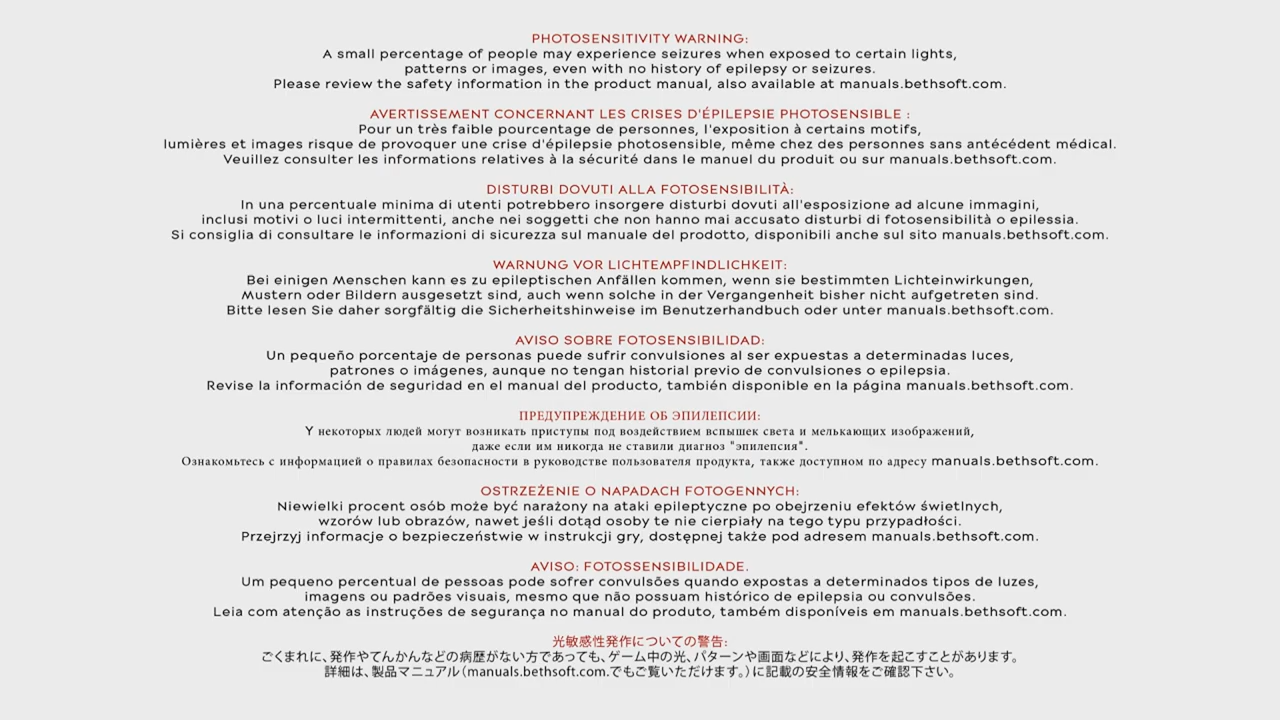 PHOTOSENSITIVITY WARNING:
A small percentage of people may experience seizures when exposed to certain lights,
patterns or images, even with no history of epilepsy or seizures.
Please review the safety information in the product manual, also available at manuals.bethsoft.com.
AVERTISSEMENT CONCERNANT LES CRISES D'ÉPILEPSIE PHOTOSENSIBLE :
Pour un très faible pourcentage de personnes, l'exposition à certains motifs,
lumières et images risque de provoquer une crise d'épilepsie photosensible, même chez des personnes sans antécédent médical.
Veuillez consulter les informations relatives à la sécurité dans le manuel du produit ou sur manuals.bethsoft.com.
DISTURBI DOVUTI ALLA FOTOSENSIBILITÀ:
In una percentuale minima di utenti potrebbero insorgere disturbi dovuti all'esposizione ad alcune immagini,
inclusi motivi o luci intermittenti, anche nei soggetti che non hanno mai accusato disturbi di fotosensibilità o epilessia.
Si consiglia di consultare le informazioni di sicurezza sul manuale del prodotto, disponibili anche sul sito manuals.bethsoft.com.
WARNUNG VOR LICHTEMPFINDLICHKEIT:
Bei einigen Menschen kann es zu epileptischen Anfällen kommen, wenn sie bestimmten Lichteinwirkungen,
Mustern oder Bildern ausgesetzt sind, auch wenn solche in der Vergangenheit bisher nicht aufgetreten sind.
Bitte lesen Sie daher sorgfältig die Sicherheitshinweise im Benutzerhandbuch oder unter manuals.bethsoft.com.
AVISO SOBRE FOTOSENSIBILIDAD:
Un pequeño porcentaje de personas puede sufrir convulsiones al ser expuestas a determinadas luces,
patrones o imágenes, aunque no tengan historial previo de convulsiones o epilepsia.
Revise la información de seguridad en el manual del producto, también disponible en la página manuals.bethsoft.com.
ПРЕДУПРЕЖДЕНИЕ ОБ ЭПИЛЕПСИИ:
Y некоторых людей могут возникать приступы под воздействием вспышек света и мелькающих изображений,
даже если им никогда не ставили диагноз "эпилепсия".
Ознакомьтесь с информацией о правилах безопасности в руководстве пользователя продукта, также доступном по адресу manuals.bethsoft.com.
OSTRZEŻENIE O NAPADACH FOTOGENNYCH:
Niewielki procent osób może być narażony na ataki epileptyczne po obejrzeniu efektów świetlnych,
wzorów lub obrazów, nawet jeśli dotąd osoby te nie cierpiały na tego typu przypadłości.
Przejrzyj informacje o bezpieczeństwie w instrukcji gry, dostępnej także pod adresem manuals.bethsoft.com.
AVISO: FOTOSSENSIBILIDADE.
Um pequeno percentual de pessoas pode sofrer convulsões quando expostas a determinados tipos de luzes,
imagens ou padrões visuais, mesmo que não possuam histórico de epilepsia ou convulsões.
Leia com atenção as instruções de segurança no manual do produto, também disponíveis em manuals.bethsoft.com.
光敏感性発作についての警告:
ごくまれに、発作やてんかんなどの病歴がない方であっても、ゲーム中の光、パターンや画面などにより、発作を起こすことがあります。
詳細は、製品マニュアル（manuals.bethsoft.com.でもご覧いただけます。）に記載の安全情報をご確認下さい。